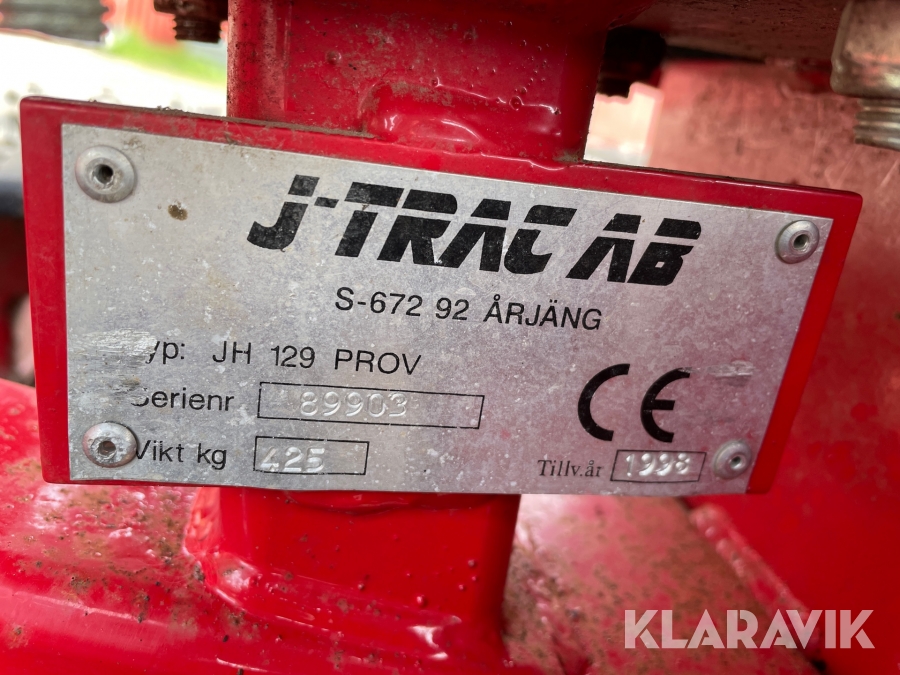 J-TRAC AB
S-672 92 ÅRJÄNG
yp: JH 129 PROV
Serienr 89903
Vikt kg 425
CE
Tillv.år 1998
KLARAVIK